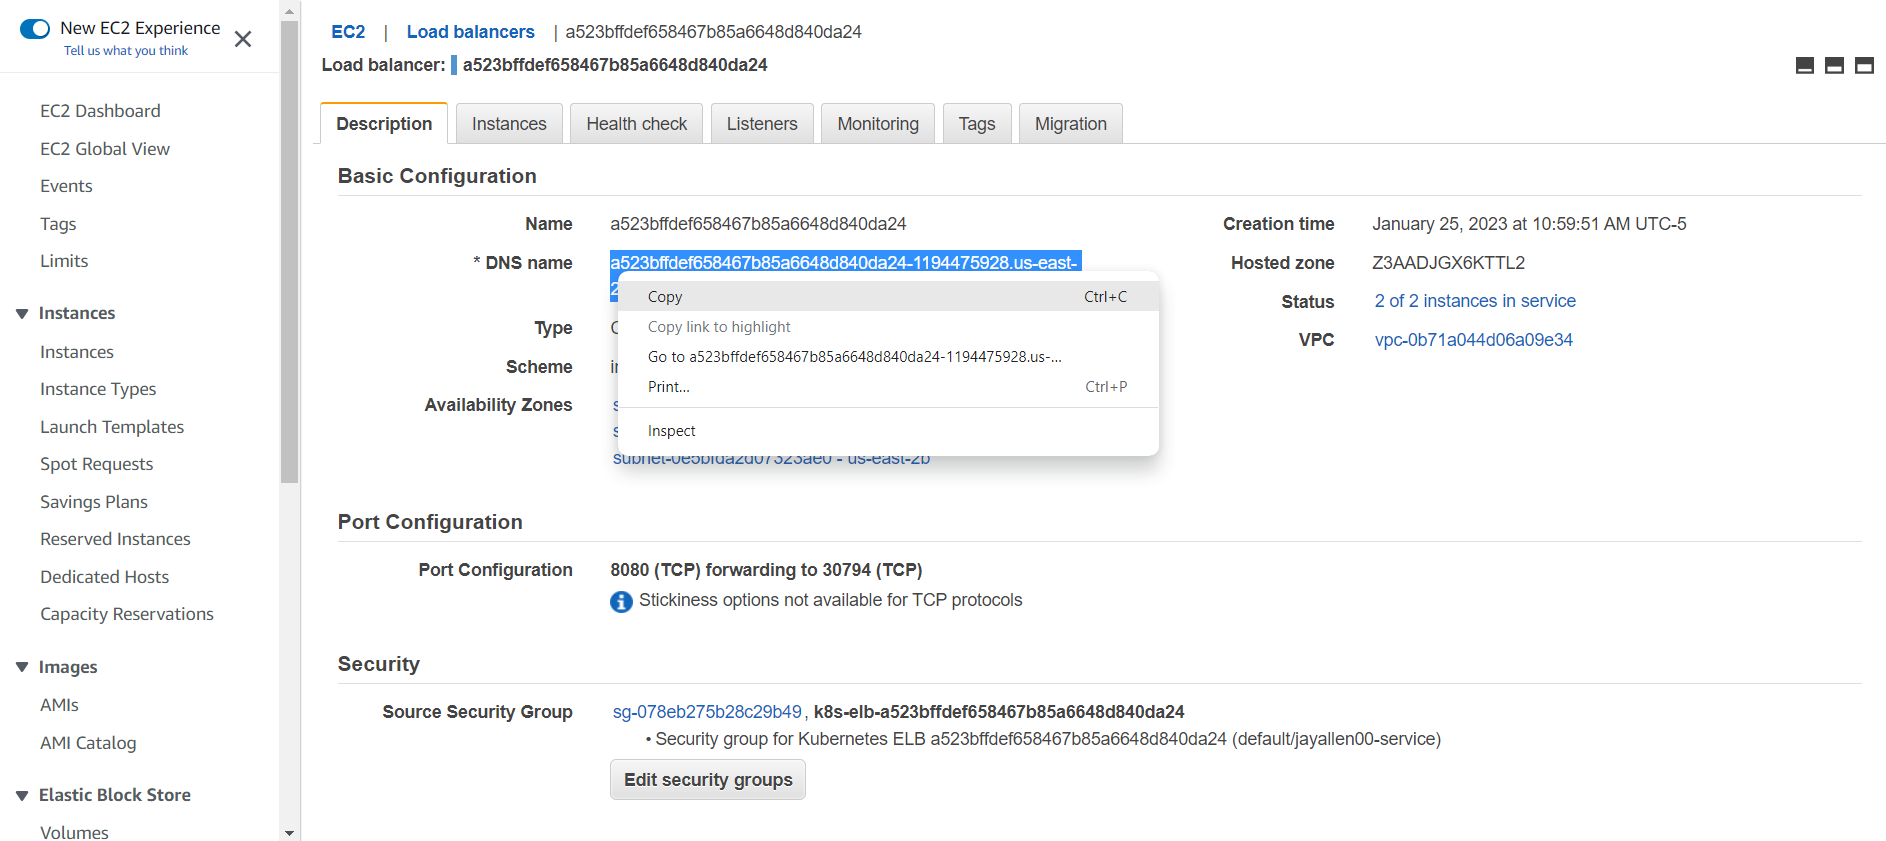 New EC2 Experience
Tell us what you think
EC2 Dashboard
EC2 Global View
Events
Tags
Limits
Instances
Instances
Instance Types
Launch Templates
Spot Requests
Savings Plans
Reserved Instances
Dedicated Hosts
Capacity Reservations
Images
AMIs
AMI Catalog
Elastic Block Store
Volumes
EC2 | Load balancers | a523bffdef658467b85a6648d840da24
Load balancer: a523bffdef658467b85a6648d840da24
Description Instances Health check Listeners Monitoring Tags Migration
Basic Configuration
Name a523bffdef658467b85a6648d840da24
* DNS name a523bffdef658467b85a6648d840da24-1194475928.us-east-
2
Type
Scheme
Availability Zones
subnet-0e5bfda2d07323ae0 - us-east-2b
Copy Ctrl+C
Copy link to highlight
Go to a523bffdef658467b85a6648d840da24-1194475928.us-...
Print... Ctrl+P
Inspect
Creation time January 25, 2023 at 10:59:51 AM UTC-5
Hosted zone Z3AADJGX6KTTL2
Status 2 of 2 instances in service
VPC vpc-0b71a044d06a09e34
Port Configuration
Port Configuration 8080 (TCP) forwarding to 30794 (TCP)
Stickiness options not available for TCP protocols
Security
Source Security Group sg-078eb275b28c29b49, k8s-elb-a523bffdef658467b85a6648d840da24
• Security group for Kubernetes ELB a523bffdef658467b85a6648d840da24 (default/jayallen00-service)
Edit security groups